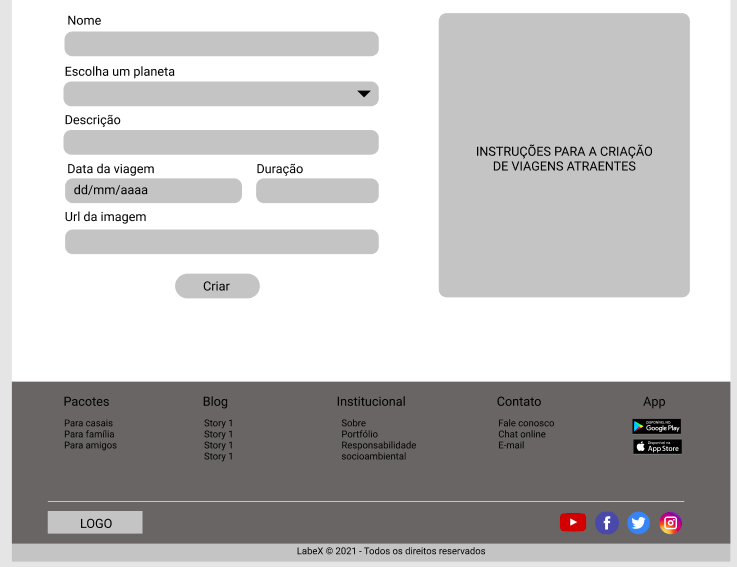 Nome
Escolha um planeta
Descrição
Data da viagem
Duração
dd/mm/aaaa
Url da imagem
Criar
INSTRUÇÕES PARA A CRIAÇÃO
DE VIAGENS ATRAENTES
Pacotes
Para casais
Para família
Para amigos
Blog
Story 1
Story 1
Story 1
Story 1
Institucional
Sobre
Portfólio
Responsabilidade
socioambiental
Contato
Fale conosco
Chat online
E-mail
App
DISPONÍVEL NO
Google Play
Disponível na
App Store
LOGO
LabeX © 2021 - Todos os direitos reservados